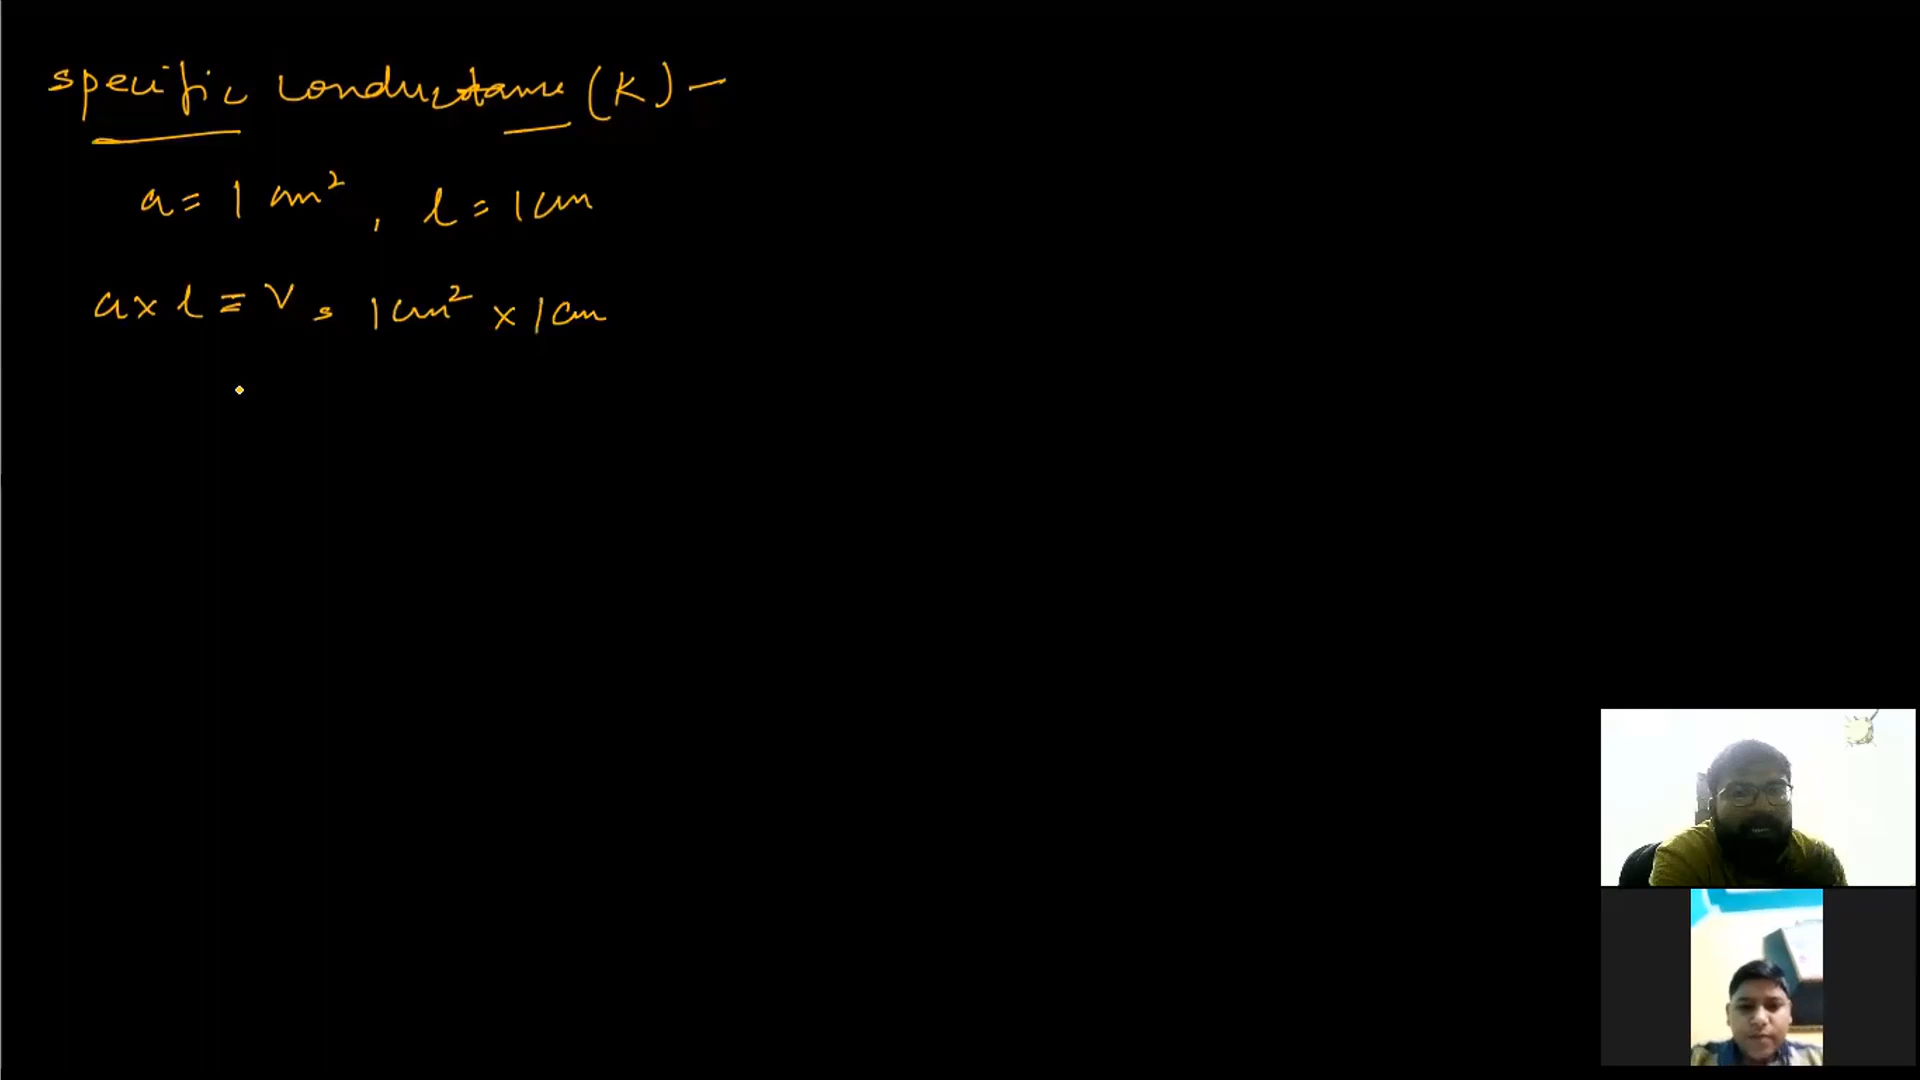 specific conductance (K) -
a = 1 cm² , l = 1 cm
a x l = V = 1 cm² x 1 cm